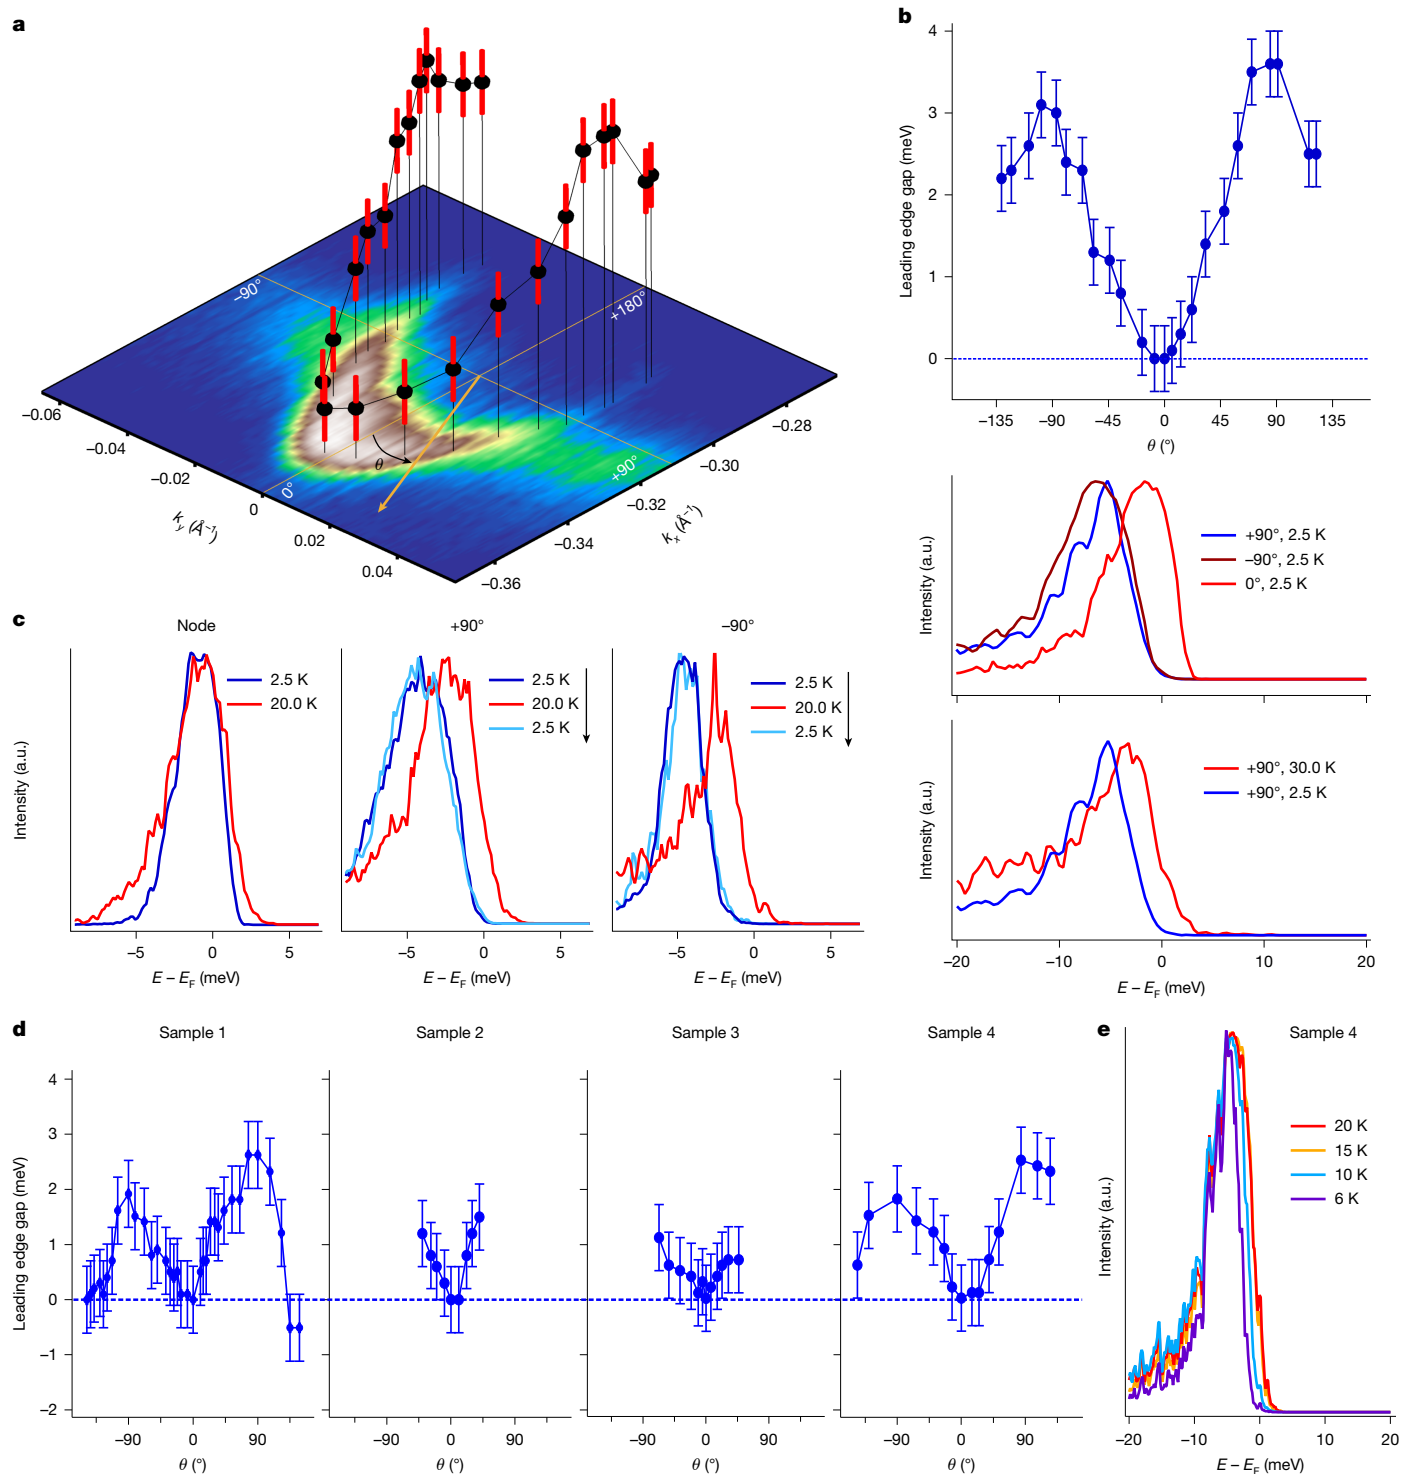 a
−90°
+180°
0°
+90°
θ
−0.06
−0.04
−0.02
0
0.02
0.04
k_y (Å⁻¹)
−0.36
−0.34
−0.32
−0.30
−0.28
k_x (Å⁻¹)
b
Leading edge gap (meV)
4
3
2
1
0
−135 −90 −45 0 45 90 135
θ (°)
Intensity (a.u.)
+90°, 2.5 K
−90°, 2.5 K
0°, 2.5 K
Intensity (a.u.)
+90°, 30.0 K
+90°, 2.5 K
−20 −10 0 10 20
E − E_F (meV)
c
Intensity (a.u.)
Node
2.5 K
20.0 K
−5 0 5
E − E_F (meV)
+90°
2.5 K
20.0 K
2.5 K
−5 0 5
E − E_F (meV)
−90°
2.5 K
20.0 K
2.5 K
−5 0 5
E − E_F (meV)
d
Leading edge gap (meV)
4
3
2
1
0
−1
−2
Sample 1
−90 0 90
θ (°)
Sample 2
−90 0 90
θ (°)
Sample 3
−90 0 90
θ (°)
Sample 4
−90 0 90
θ (°)
e
Sample 4
Intensity (a.u.)
20 K
15 K
10 K
6 K
−20 −10 0 10 20
E − E_F (meV)